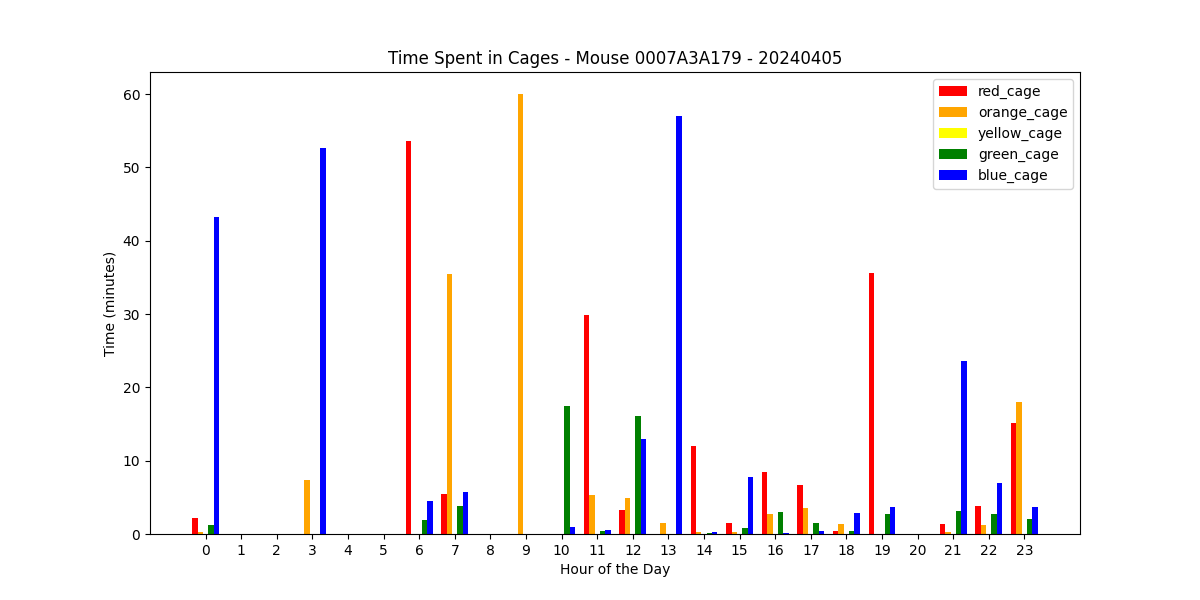 Time Spent in Cages - Mouse 0007A3A179 - 20240405
red_cage
orange_cage
yellow_cage
green_cage
blue_cage
Time (minutes)
60
50
40
30
20
10
0
0 1 2 3 4 5 6 7 8 9 10 11 12 13 14 15 16 17 18 19 20 21 22 23
Hour of the Day